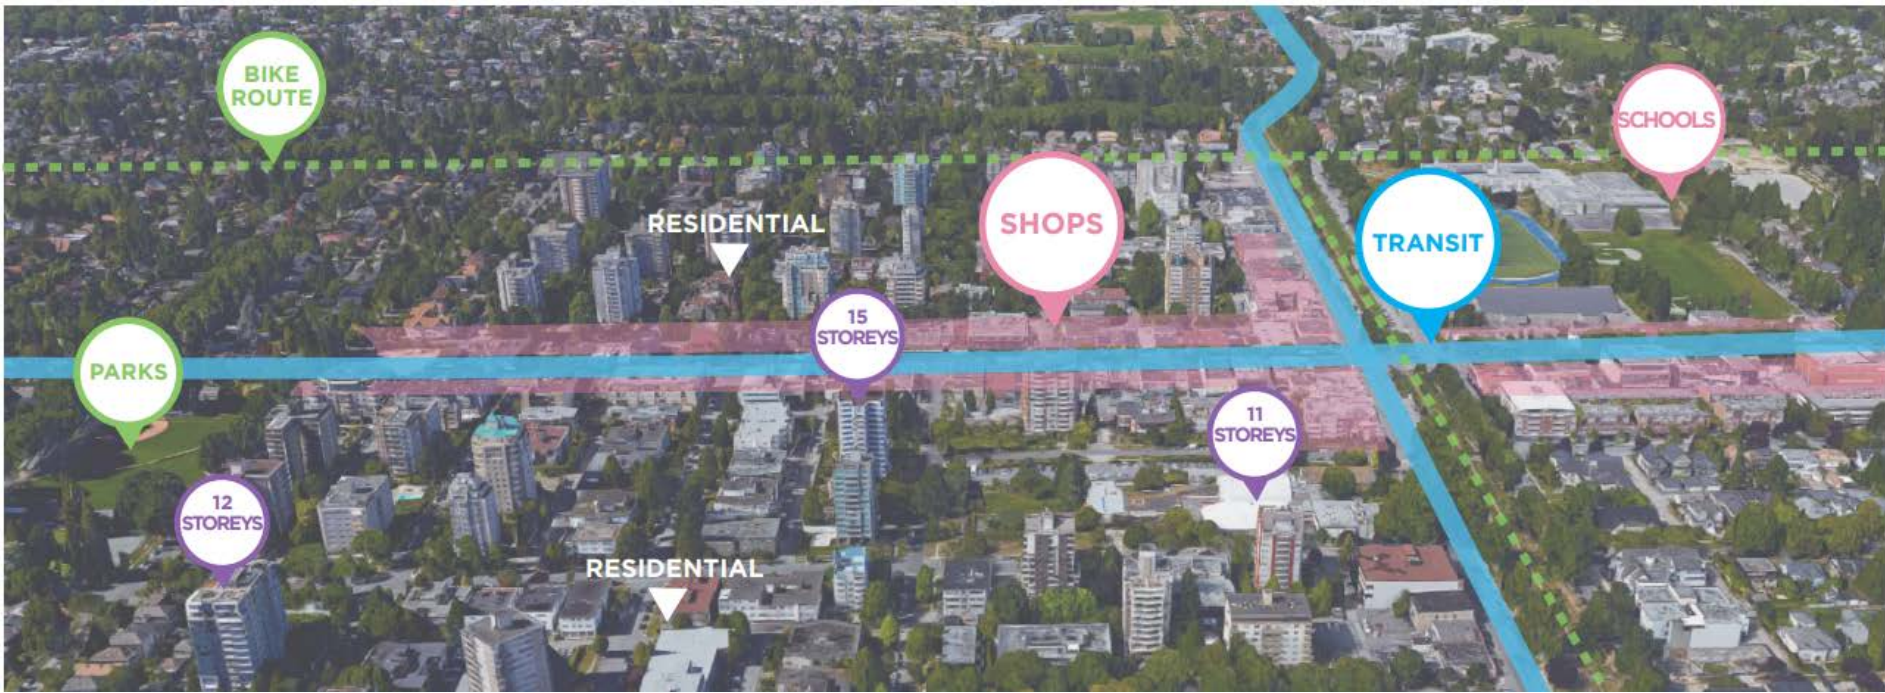 BIKE
ROUTE
SCHOOLS
RESIDENTIAL
SHOPS
TRANSIT
15
STOREYS
PARKS
11
STOREYS
12
STOREYS
RESIDENTIAL